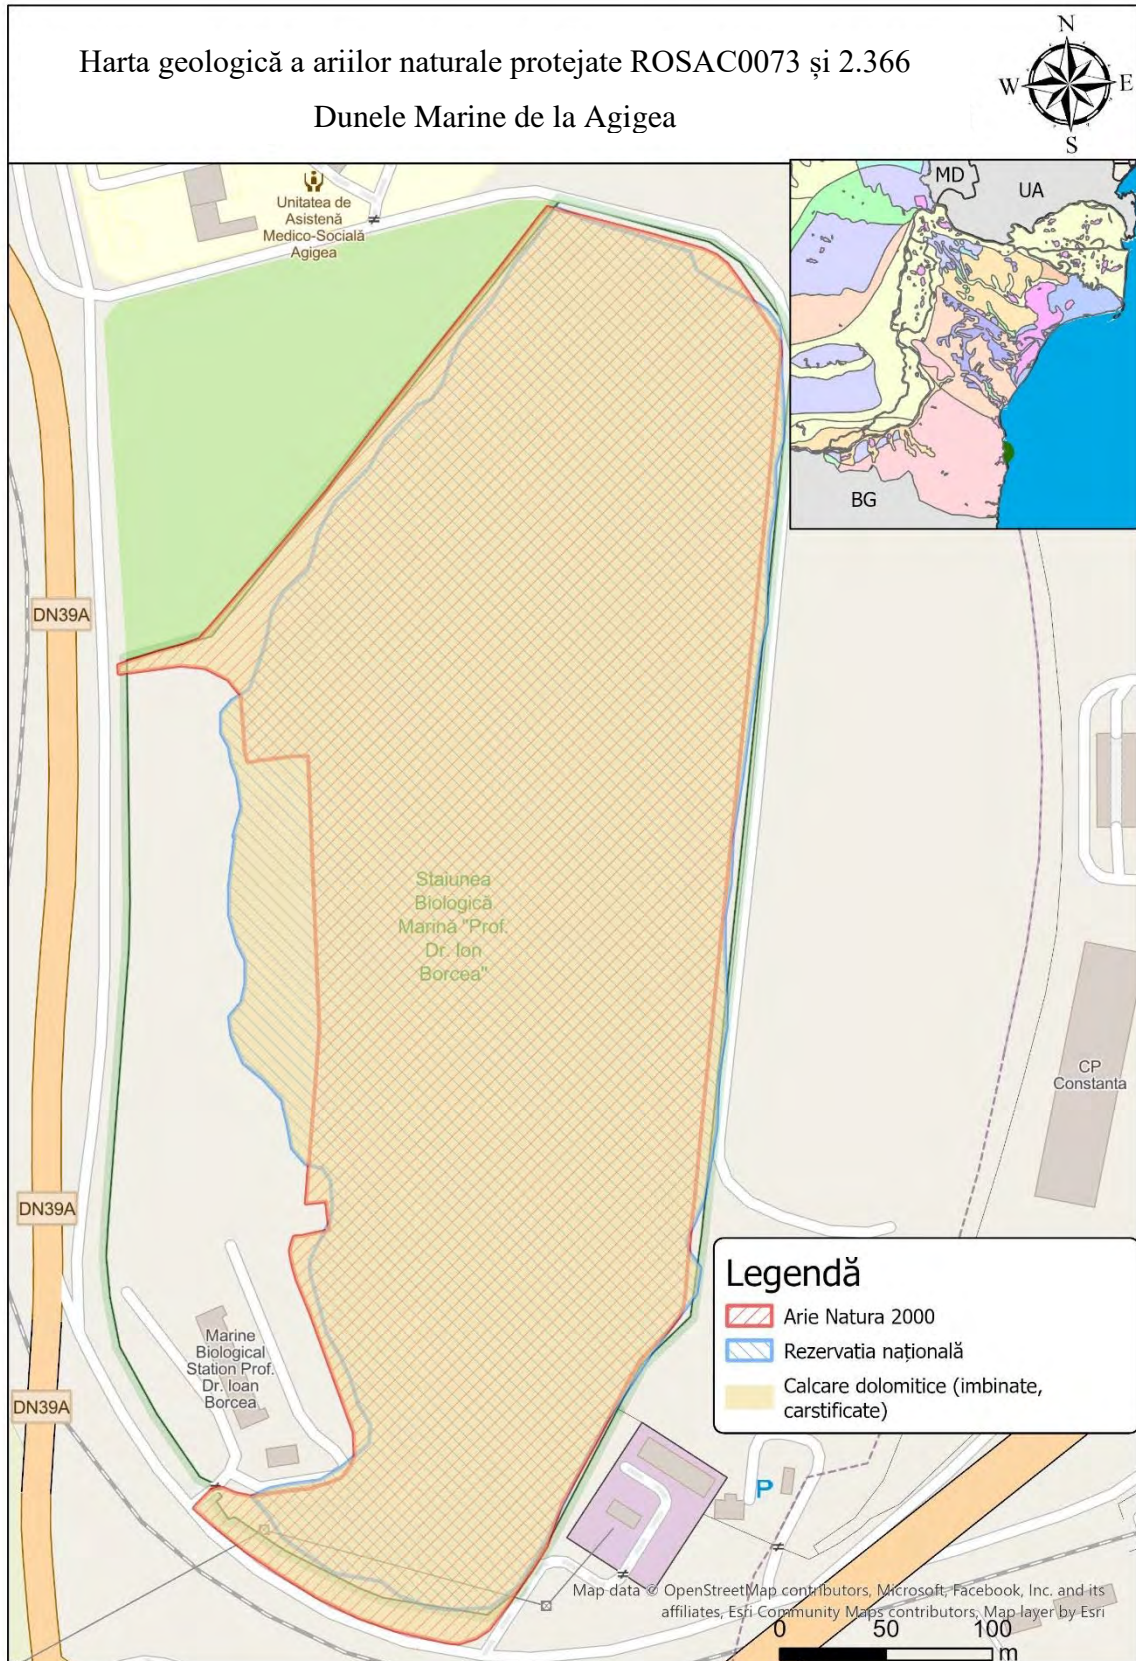 Harta geologică a ariilor naturale protejate ROSAC0073 și 2.366
Dunele Marine de la Agigea
N
W
E
S
MD
UA
BG
Unitatea de
Asistenă
Medico-Socială
Agigea
DN39A
Staiunea
Biologică
Marină "Prof.
Dr. Ion
Borcea"
CP
Constanta
DN39A
Marine
Biological
Station Prof.
Dr. Ioan
Borcea
DN39A
Legendă
Arie Natura 2000
Rezervatia națională
Calcare dolomitice (imbinate,
carstificate)
P
Map data © OpenStreetMap contributors, Microsoft, Facebook, Inc. and its
affiliates, Esri Community Maps contributors, Map layer by Esri
0 50 100
m